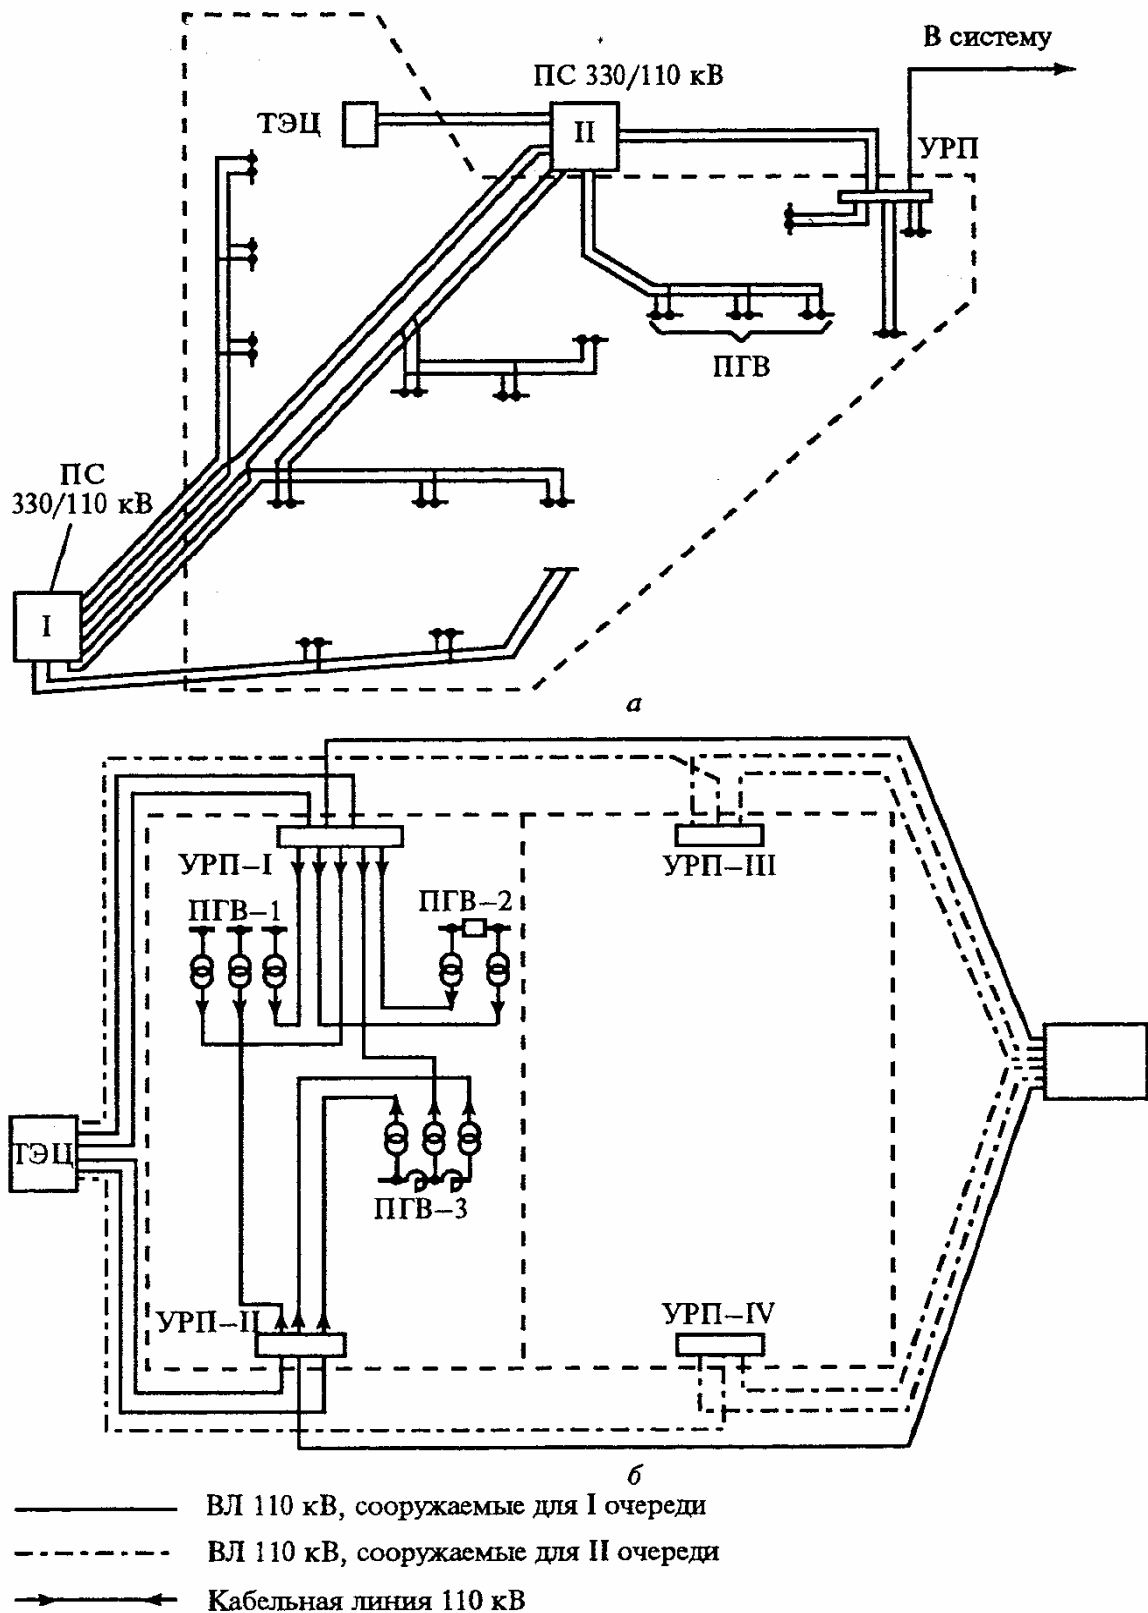 В систему
ПС 330/110 кВ
ТЭЦ
II
УРП
ПГВ
ПС
330/110 кВ
I
а
УРП–I
УРП–III
ПГВ–1
ПГВ–2
ТЭЦ
ПГВ–3
УРП–II
УРП–IV
б
ВЛ 110 кВ, сооружаемые для I очереди
ВЛ 110 кВ, сооружаемые для II очереди
Кабельная линия 110 кВ